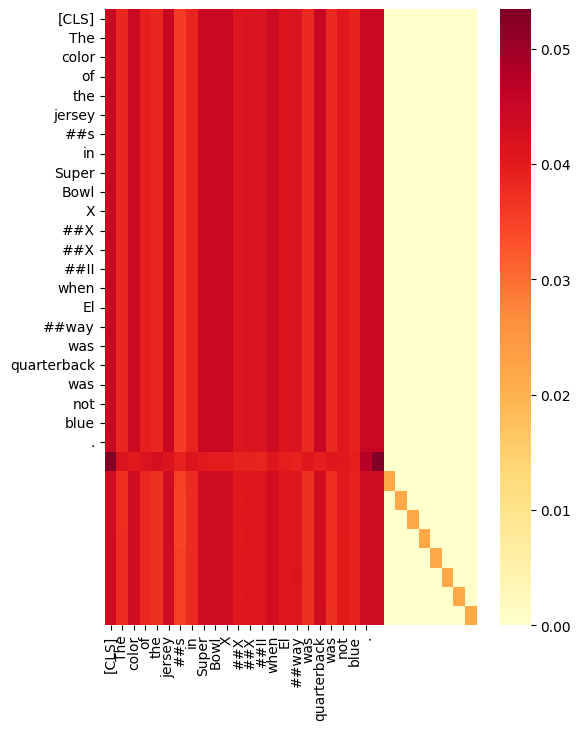 [CLS]
The
color
of
the
jersey
##s
in
Super
Bowl
X
##X
##X
##II
when
El
##way
was
quarterback
was
not
blue
.
0.05
0.04
0.03
0.02
0.01
0.00
[CLS]
The
color
of
the
jersey
##s
in
Super
Bowl
X
##X
##X
##II
when
El
##way
was
quarterback
was
not
blue
.